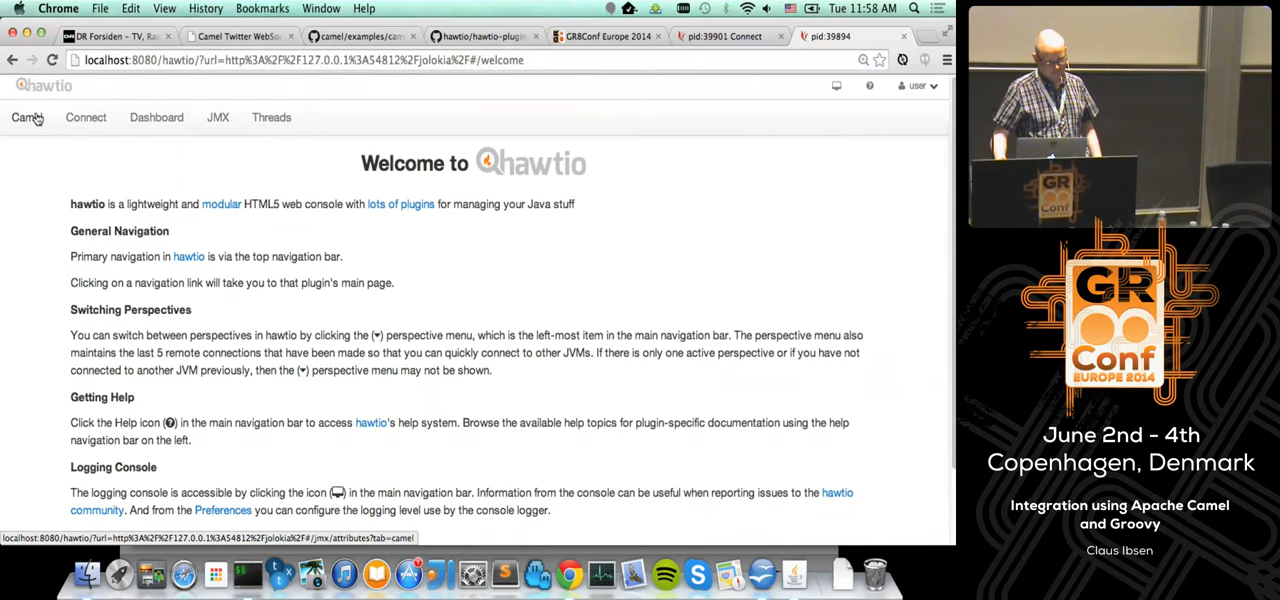 Chrome File Edit View History Bookmarks Window Help
Tue 11:58 AM
DR Forsiden – TV, Ra
Camel Twitter WebSo
camel/examples/cam
hawtio/hawtio-plugin
GR8Conf Europe 2014
pid:39901 Connect
pid:39894
localhost:8080/hawtio/?url=http%3A%2F%2F127.0.0.1%3A54812%2Fjolokia%2F#/welcome
hawtio
user
Camel Connect Dashboard JMX Threads
Welcome to hawtio
hawtio is a lightweight and modular HTML5 web console with lots of plugins for managing your Java stuff
General Navigation
Primary navigation in hawtio is via the top navigation bar.
Clicking on a navigation link will take you to that plugin's main page.
Switching Perspectives
You can switch between perspectives in hawtio by clicking the (▾) perspective menu, which is the left-most item in the main navigation bar. The perspective menu also
maintains the last 5 remote connections that have been made so that you can quickly connect to other JVMs. If there is only one active perspective or if you have not
connected to another JVM previously, then the (▾) perspective menu may not be shown.
Getting Help
Click the Help icon (?) in the main navigation bar to access hawtio's help system. Browse the available help topics for plugin-specific documentation using the help
navigation bar on the left.
Logging Console
The logging console is accessible by clicking the icon ( ) in the main navigation bar. Information from the console can be useful when reporting issues to the hawtio
community. And from the Preferences you can configure the logging level use by the console logger.
localhost:8080/hawtio/?url=http%3A%2F%2F127.0.0.1%3A54812%2Fjolokia%2F#/jmx/attributes?tab=camel
GR
Conf
GR
Conf
EUROPE 2014
June 2nd - 4th
Copenhagen, Denmark
Integration using Apache Camel
and Groovy
Claus Ibsen